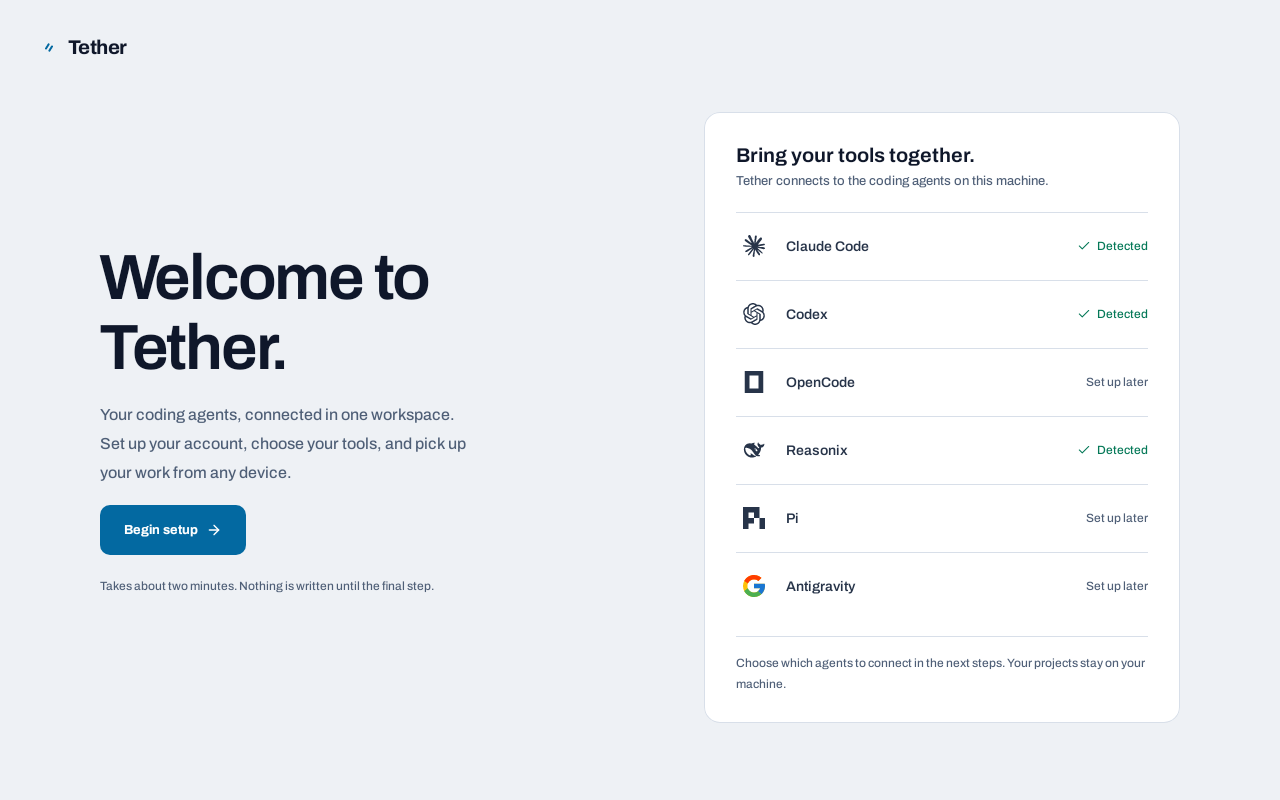 Tether
Welcome to
Tether.
Your coding agents, connected in one workspace.
Set up your account, choose your tools, and pick up
your work from any device.
Begin setup
Takes about two minutes. Nothing is written until the final step.
Bring your tools together.
Tether connects to the coding agents on this machine.
Claude Code
Detected
Codex
Detected
OpenCode
Set up later
Reasonix
Detected
Pi
Set up later
Antigravity
Set up later
Choose which agents to connect in the next steps. Your projects stay on your
machine.